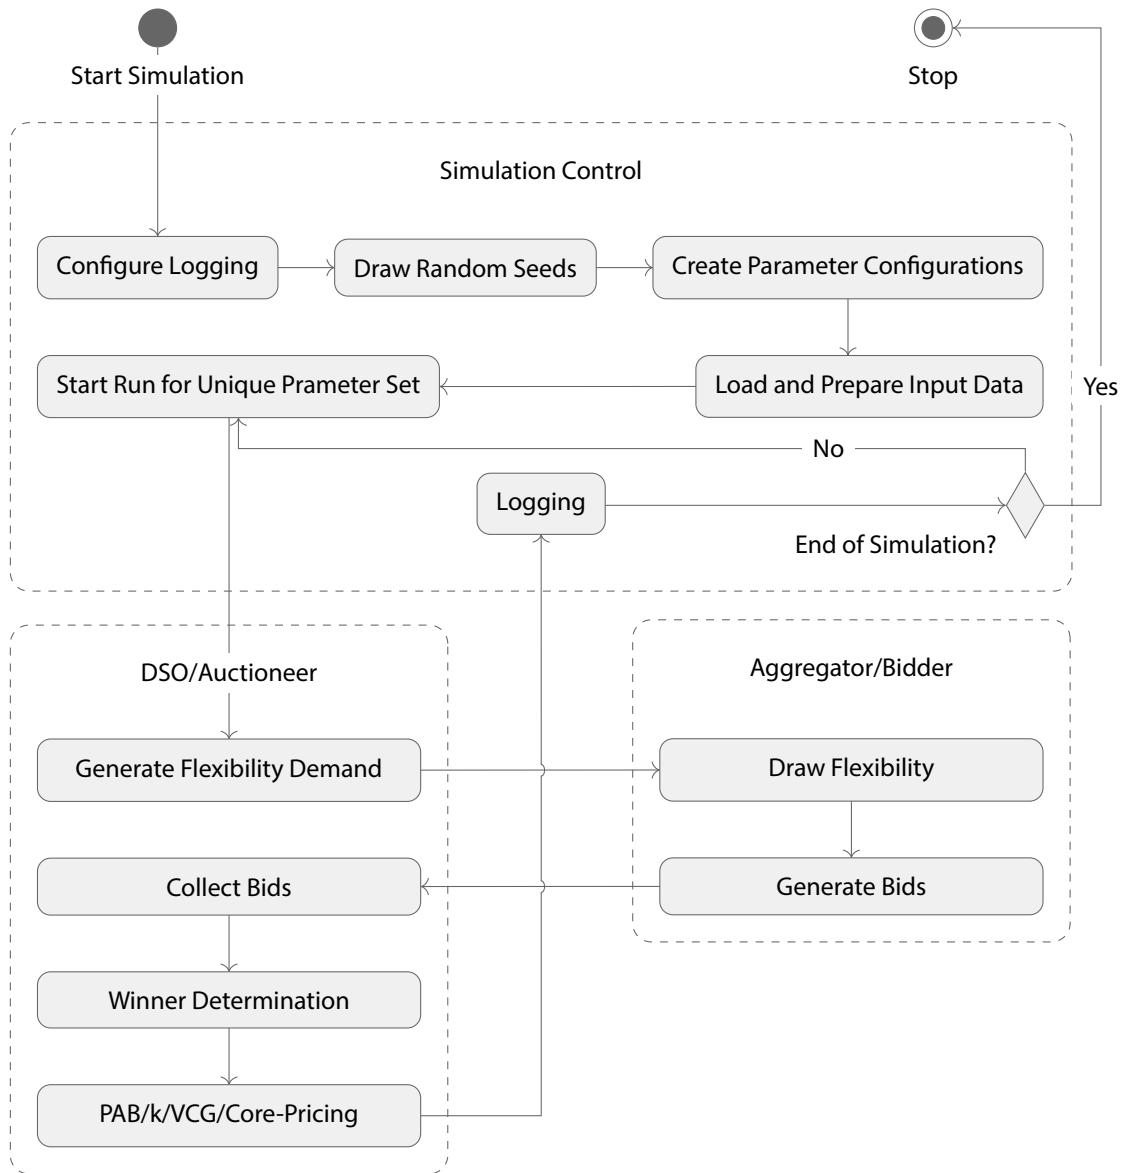 Start Simulation
Stop
Simulation Control
Configure Logging
Draw Random Seeds
Create Parameter Configurations
Start Run for Unique Prameter Set
Load and Prepare Input Data
Yes
No
Logging
End of Simulation?
DSO/Auctioneer
Aggregator/Bidder
Generate Flexibility Demand
Draw Flexibility
Collect Bids
Generate Bids
Winner Determination
PAB/k/VCG/Core-Pricing